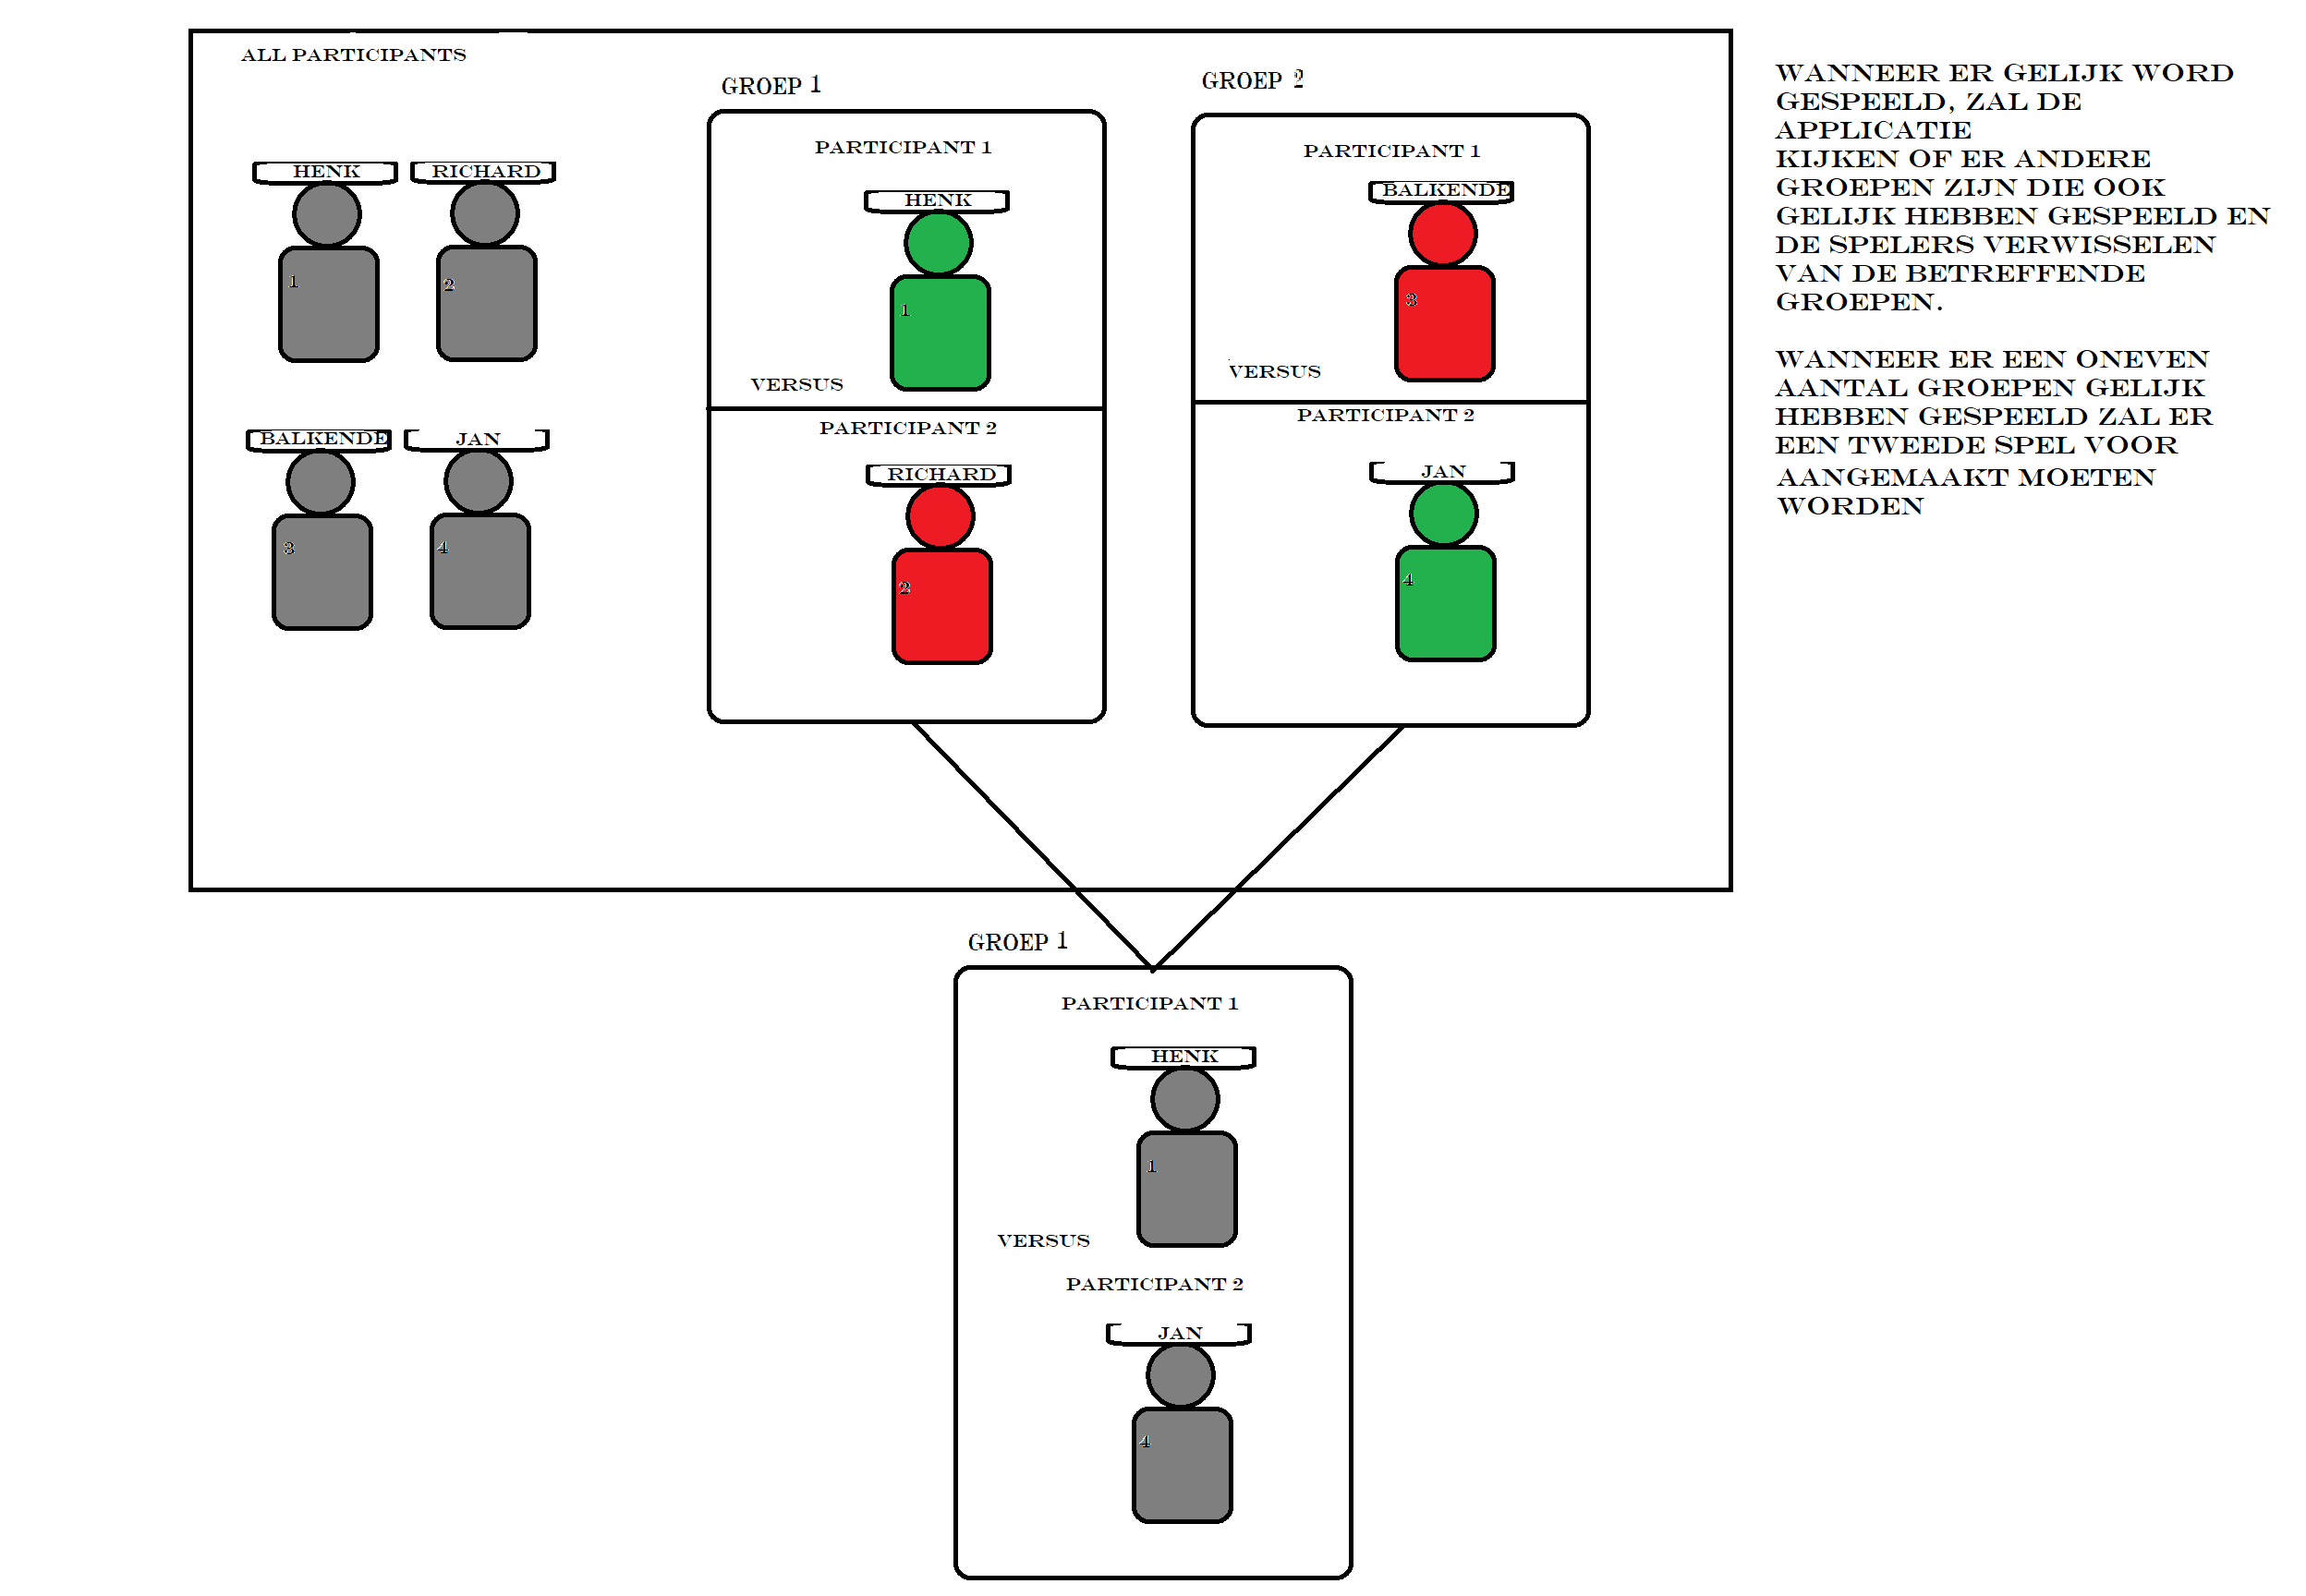 ALL PARTICIPANTS
HENK
RICHARD
1
2
BALKENDE
JAN
3
4
GROEP 1
PARTICIPANT 1
HENK
1
VERSUS
PARTICIPANT 2
RICHARD
2
GROEP 2
PARTICIPANT 1
BALKENDE
3
VERSUS
PARTICIPANT 2
JAN
4
WANNEER ER GELIJK WORD
GESPEELD, ZAL DE
APPLICATIE
KIJKEN OF ER ANDERE
GROEPEN ZIJN DIE OOK
GELIJK HEBBEN GESPEELD EN
DE SPELERS VERWISSELEN
VAN DE BETREFFENDE
GROEPEN.
WANNEER ER EEN ONEVEN
AANTAL GROEPEN GELIJK
HEBBEN GESPEELD ZAL ER
EEN TWEEDE SPEL VOOR
AANGEMAAKT MOETEN
WORDEN
GROEP 1
PARTICIPANT 1
HENK
1
VERSUS
PARTICIPANT 2
JAN
4